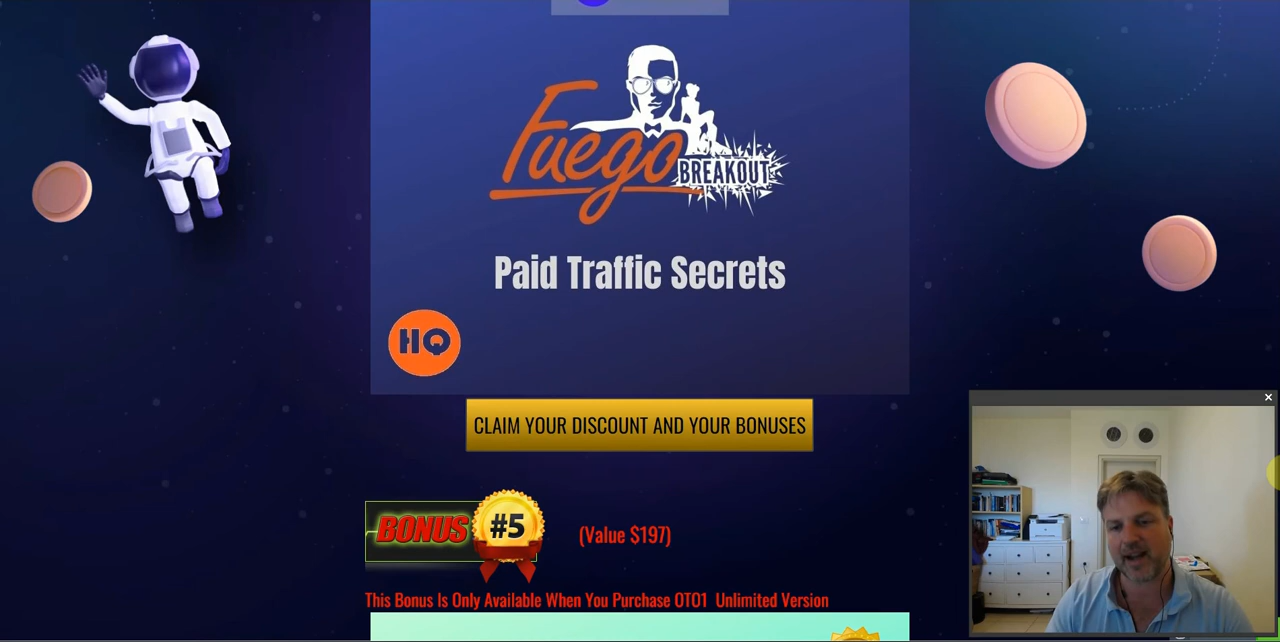 Fuego
BREAKOUT
Paid Traffic Secrets
HQ
CLAIM YOUR DISCOUNT AND YOUR BONUSES
BONUS #5 (Value $197)
This Bonus Is Only Available When You Purchase OTO1 Unlimited Version